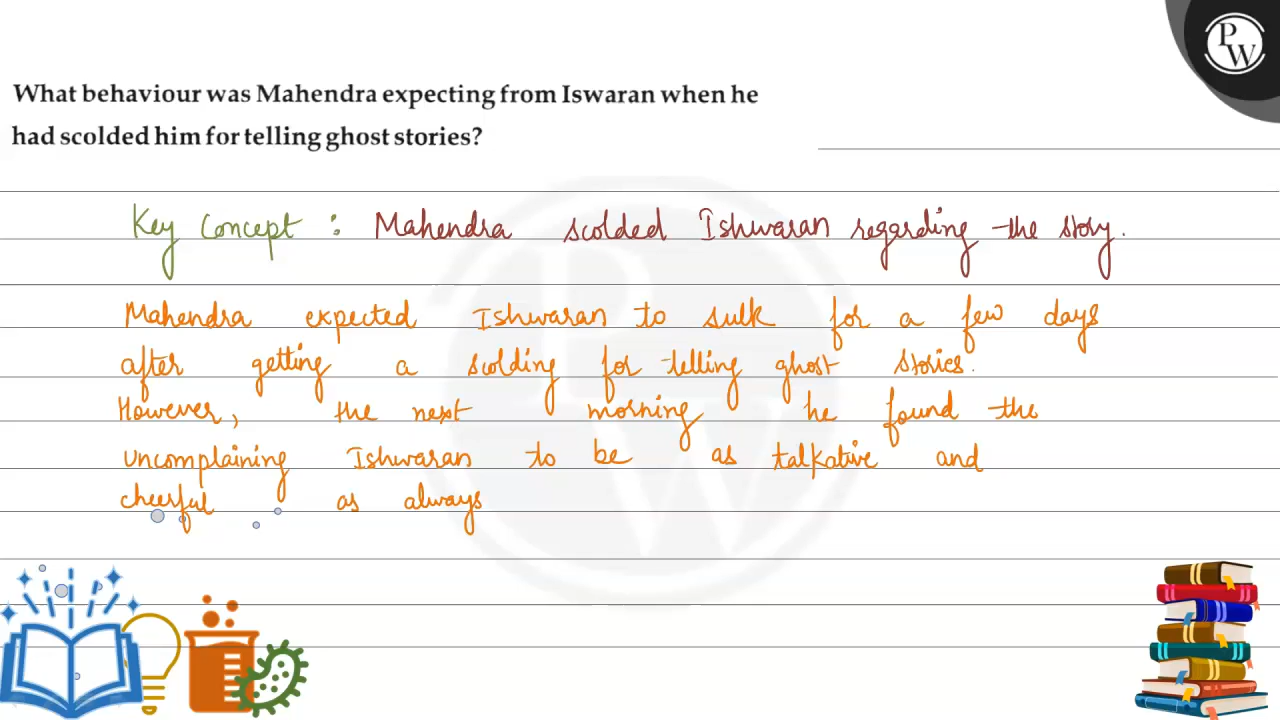 PW
What behaviour was Mahendra expecting from Iswaran when he
had scolded him for telling ghost stories?
Key Concept : Mahendra scolded Ishwaran regarding the story.
Mahendra expected Ishwaran to sulk for a few days
after getting a scolding for telling ghost stories.
However, the next morning he found the
uncomplaining Ishwaran to be as talkative and
cheerful as always